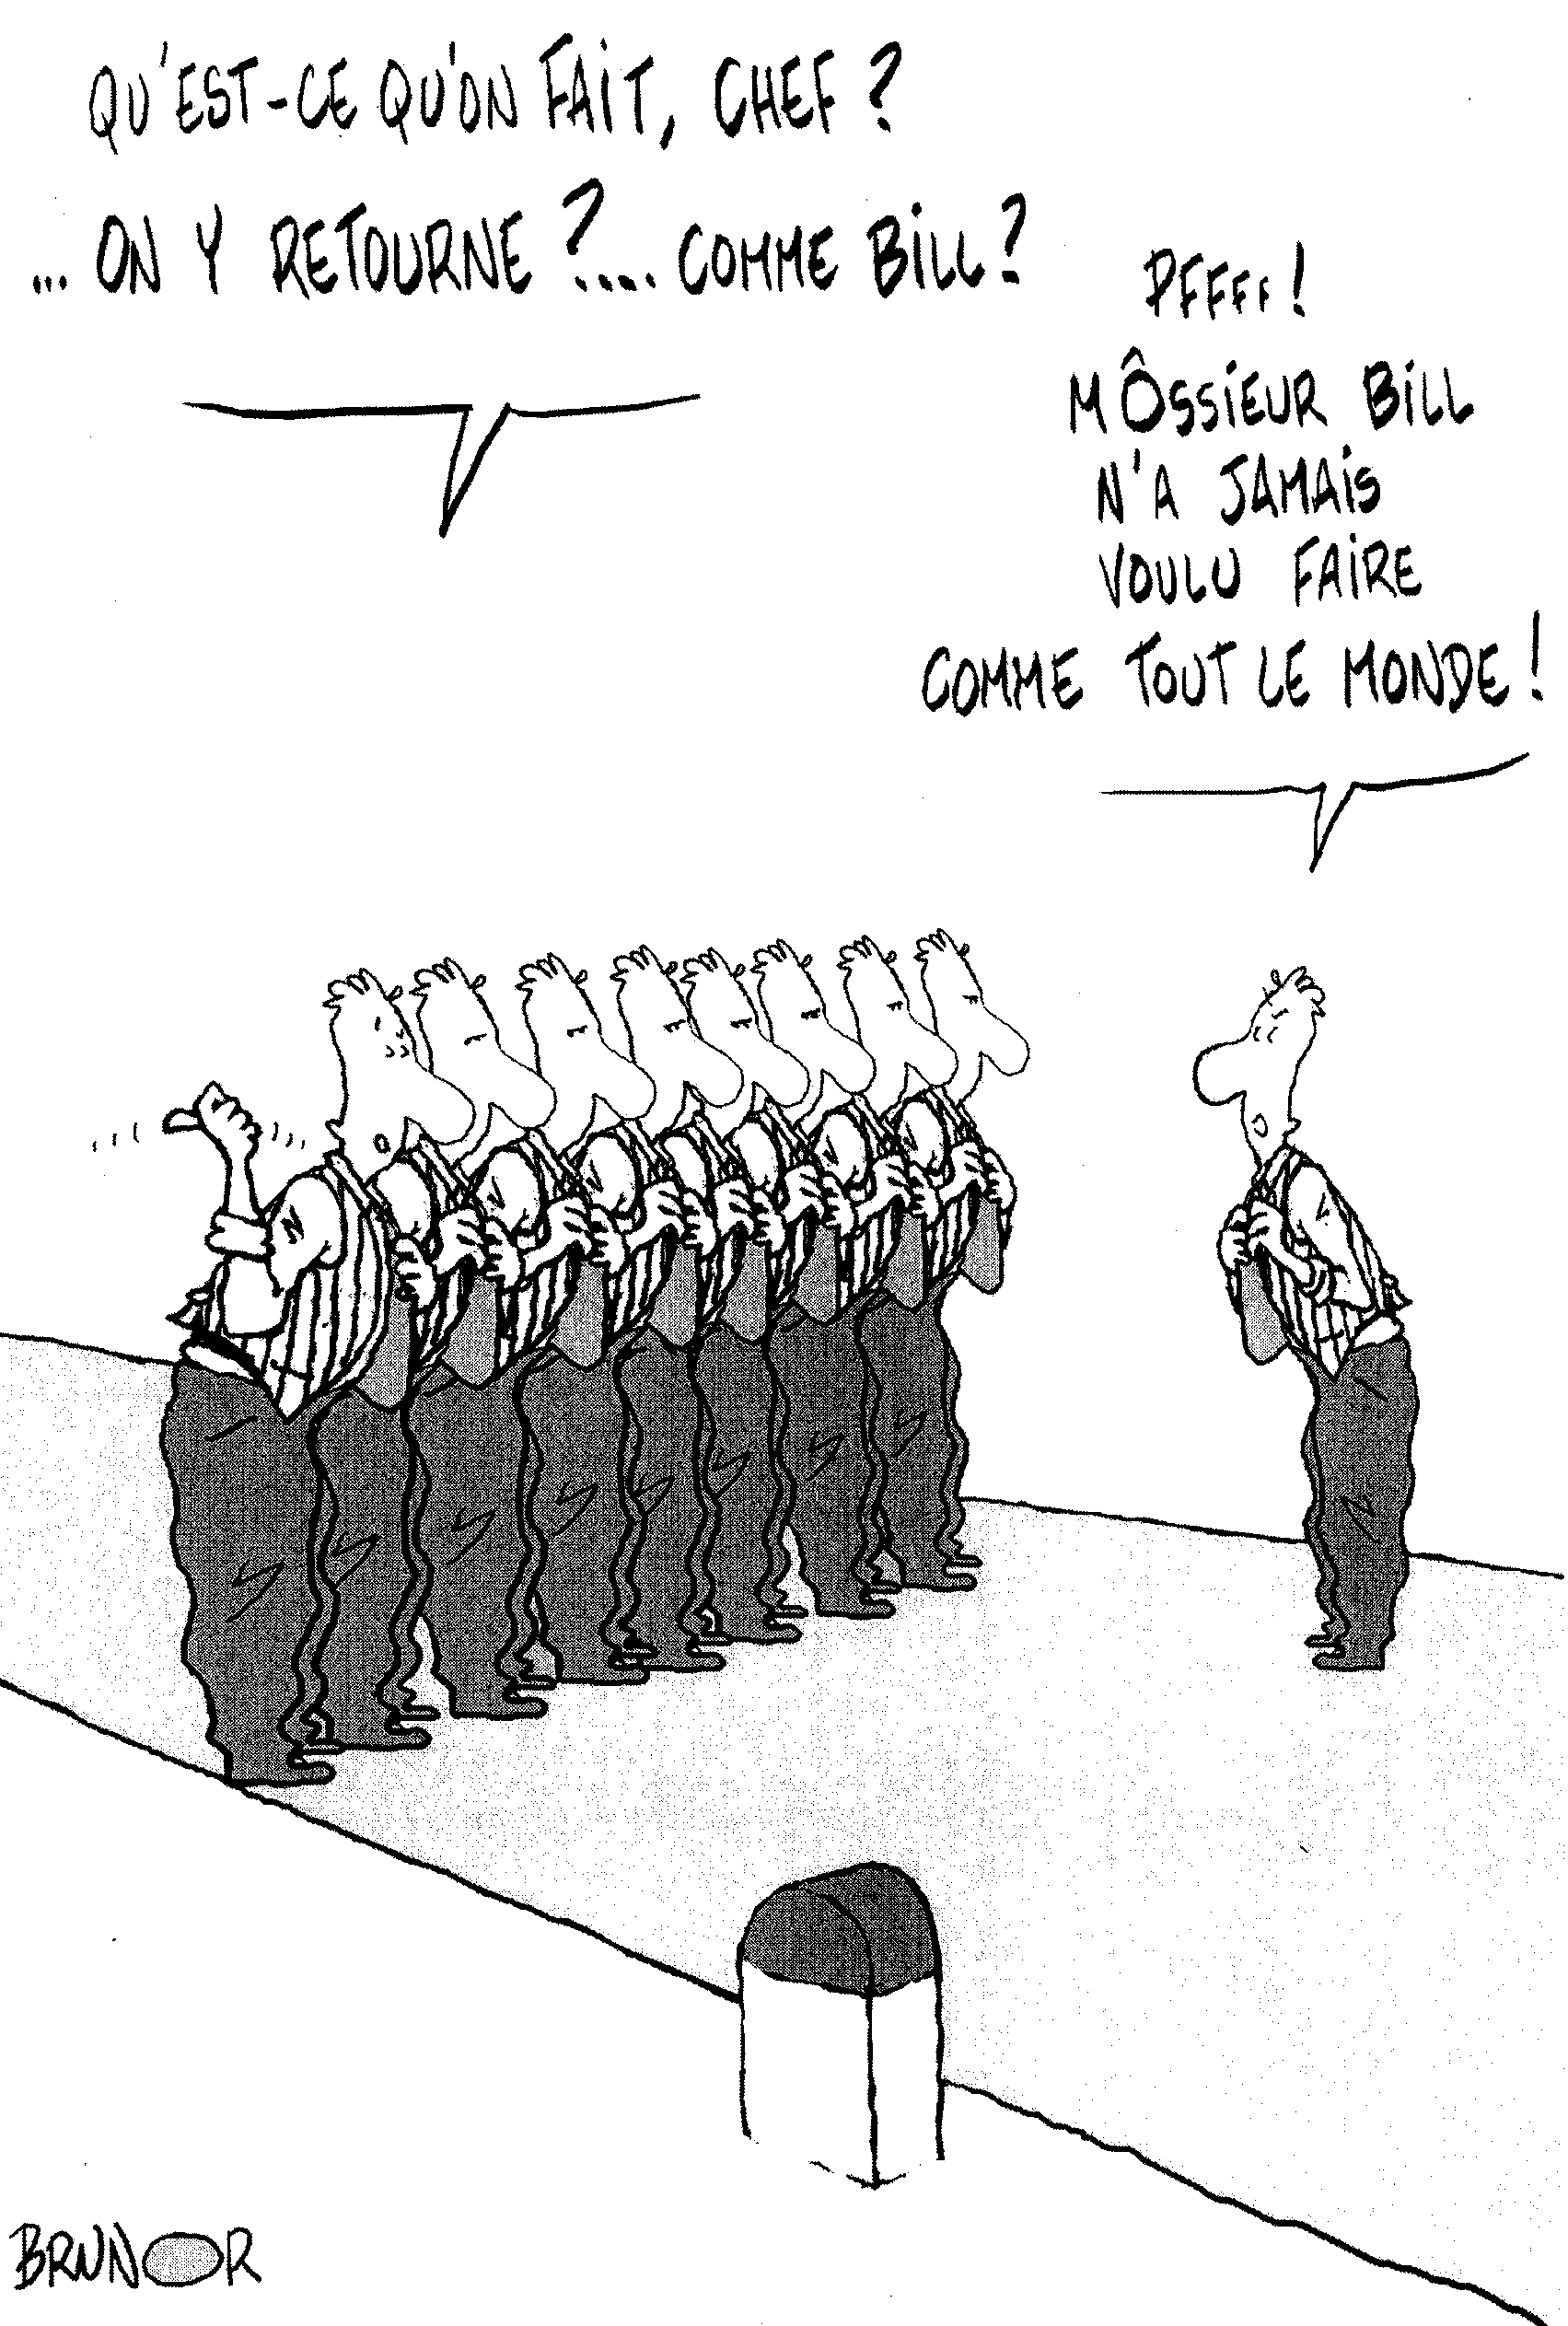 QU'EST-CE QU'ON FAIT, CHEF ?
... ON Y RETOURNE ?.... COMME BILL ?
PFFFF !
MÔSSIEUR BILL
N'A JAMAIS
VOULU FAIRE
COMME TOUT LE MONDE !
BRUNOR